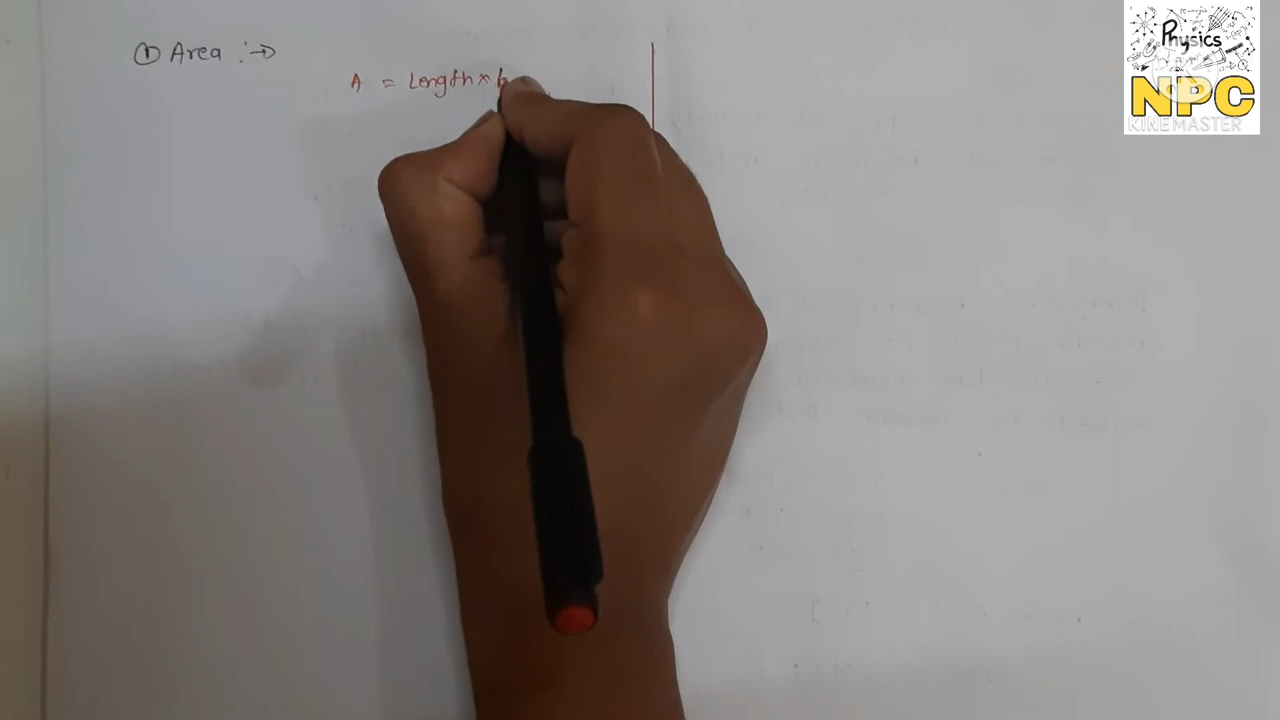 ① Area :→
A = Length × b
Physics
NPC
KINEMASTER